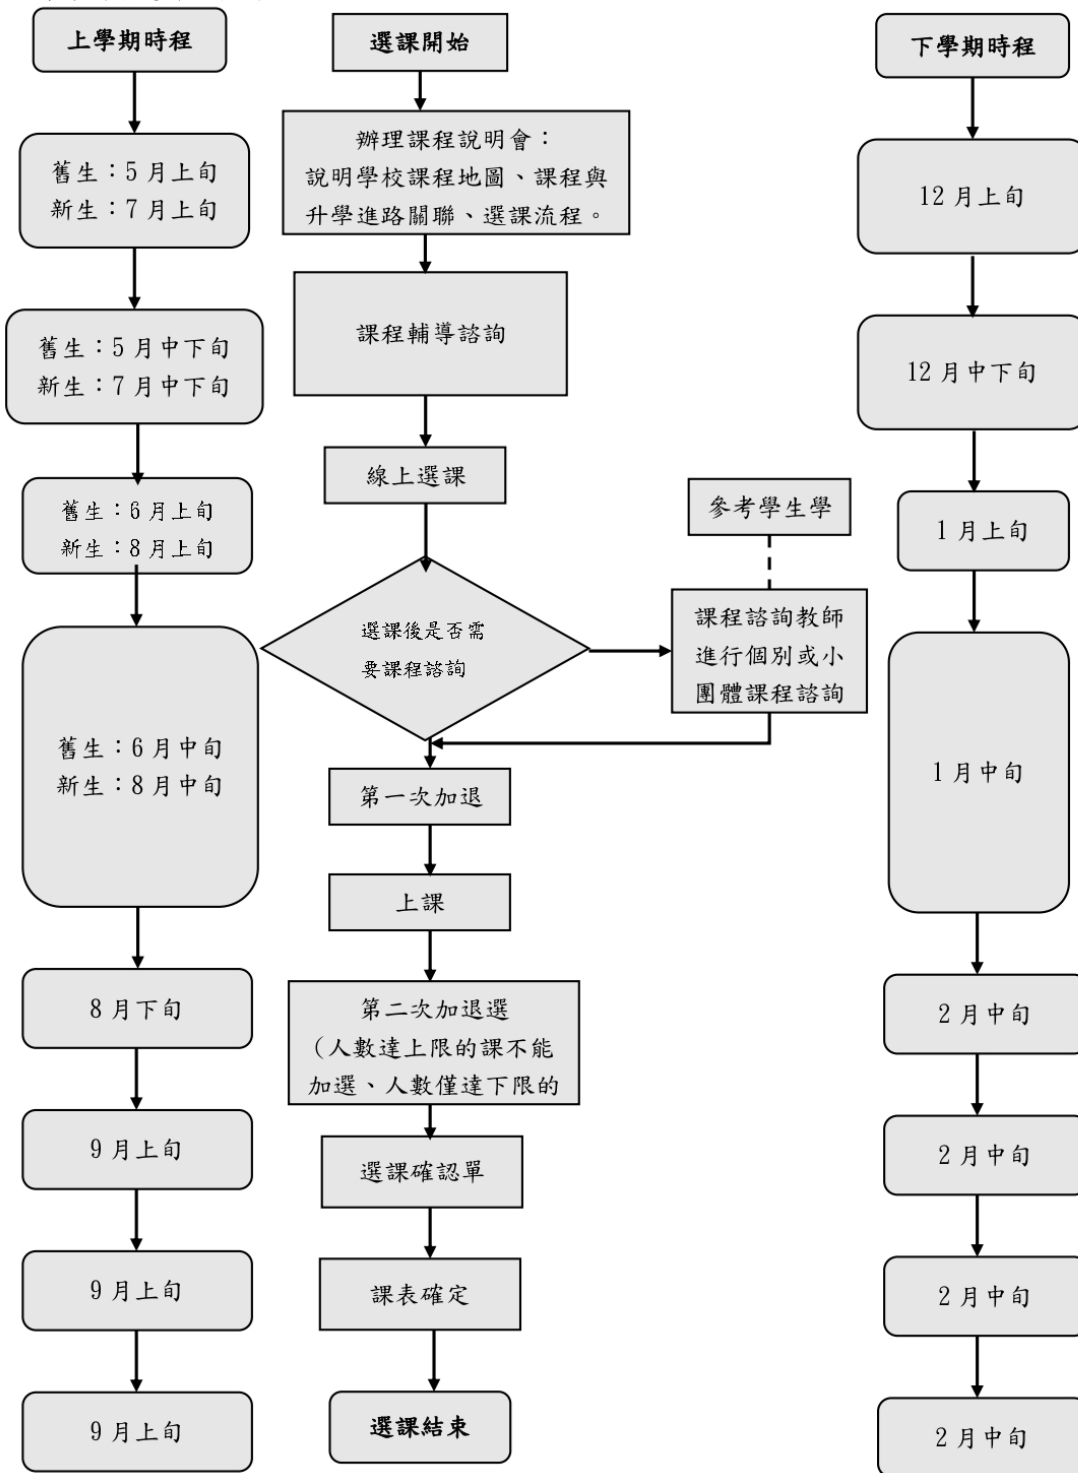 上學期時程
舊生：5 月上旬
新生：7 月上旬
舊生：5 月中下旬
新生：7 月中下旬
舊生：6 月上旬
新生：8 月上旬
舊生：6 月中旬
新生：8 月中旬
8 月下旬
9 月上旬
9 月上旬
9 月上旬
選課開始
辦理課程說明會：
說明學校課程地圖、課程與
升學進路關聯、選課流程。
課程輔導諮詢
線上選課
選課後是否需
要課程諮詢
參考學生學
課程諮詢教師
進行個別或小
團體課程諮詢
第一次加退
上課
第二次加退選
（人數達上限的課不能
加選、人數僅達下限的
選課確認單
課表確定
選課結束
下學期時程
12 月上旬
12 月中下旬
1 月上旬
1 月中旬
2 月中旬
2 月中旬
2 月中旬
2 月中旬